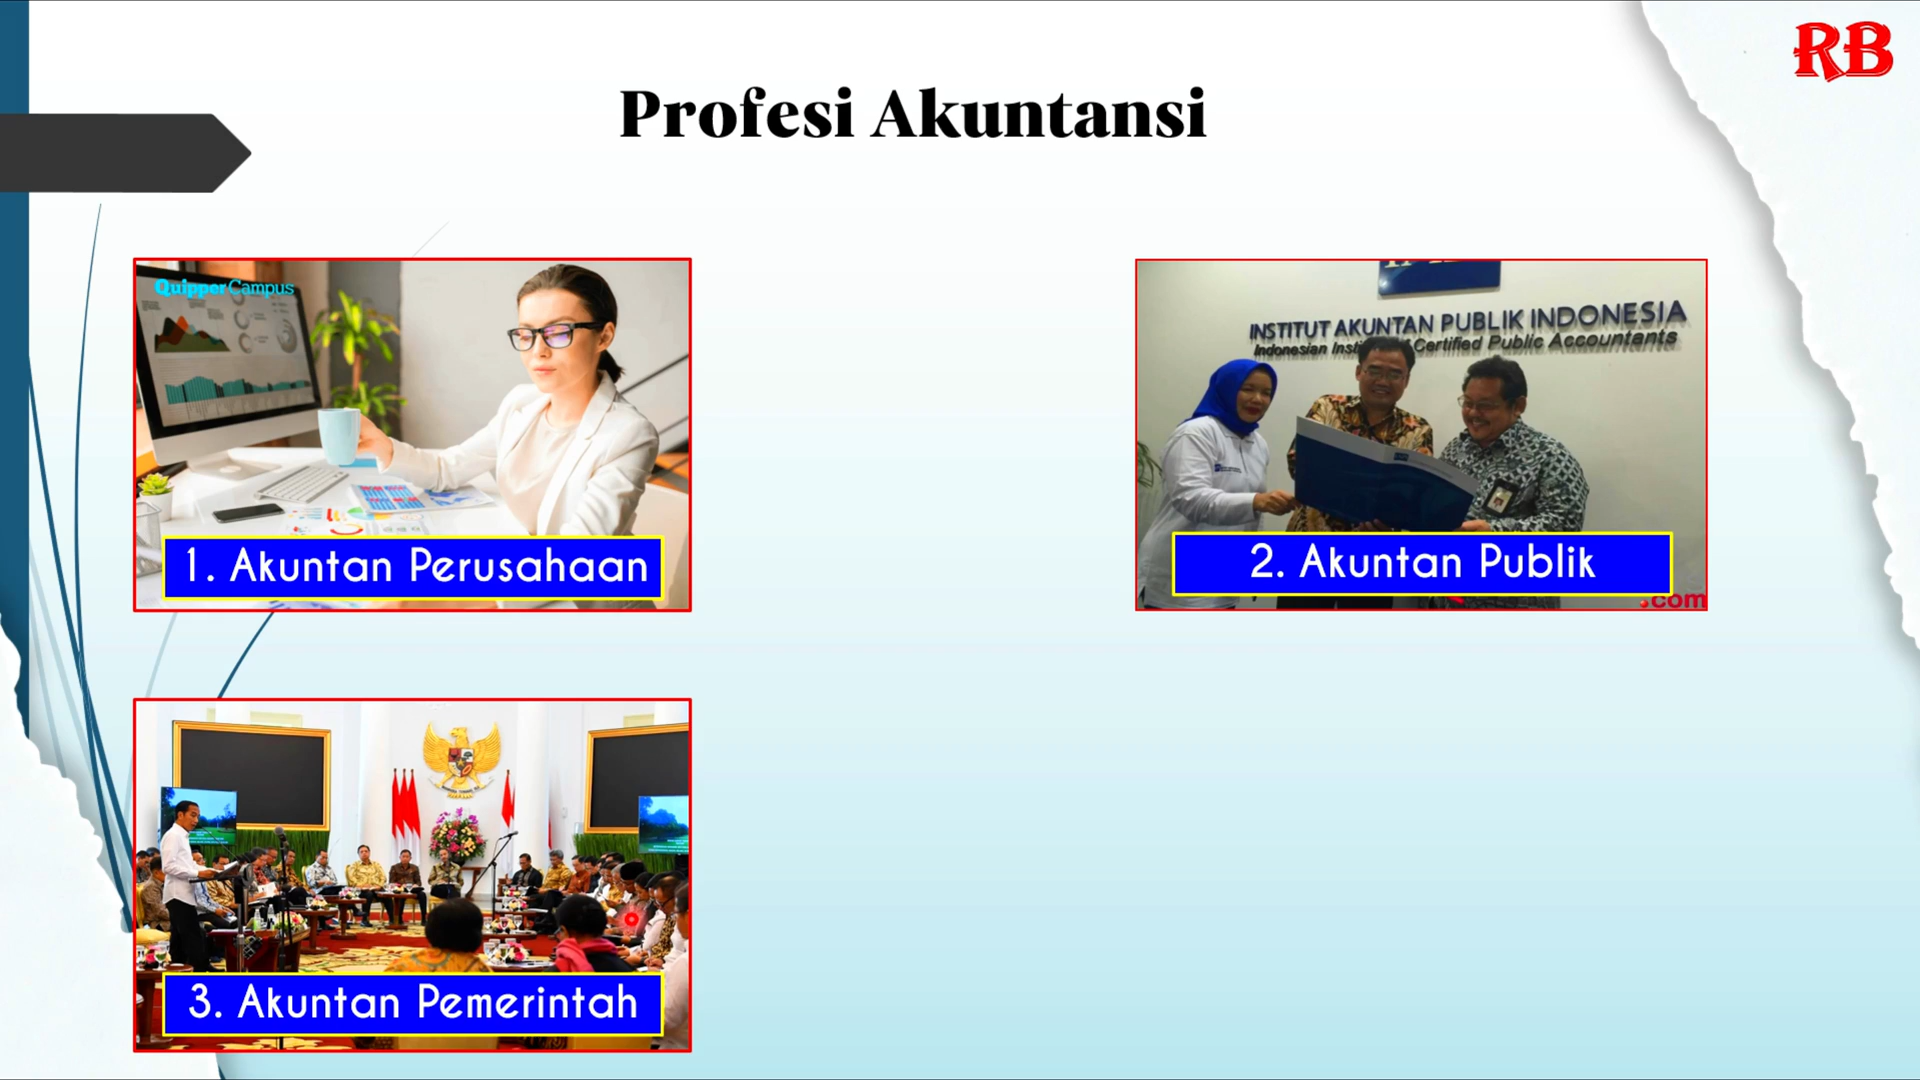 RB
Profesi Akuntansi
QuipperCampus
1. Akuntan Perusahaan
INSTITUT AKUNTAN PUBLIK INDONESIA
Indonesian Certified Public Accountants
2. Akuntan Publik
.com
3. Akuntan Pemerintah